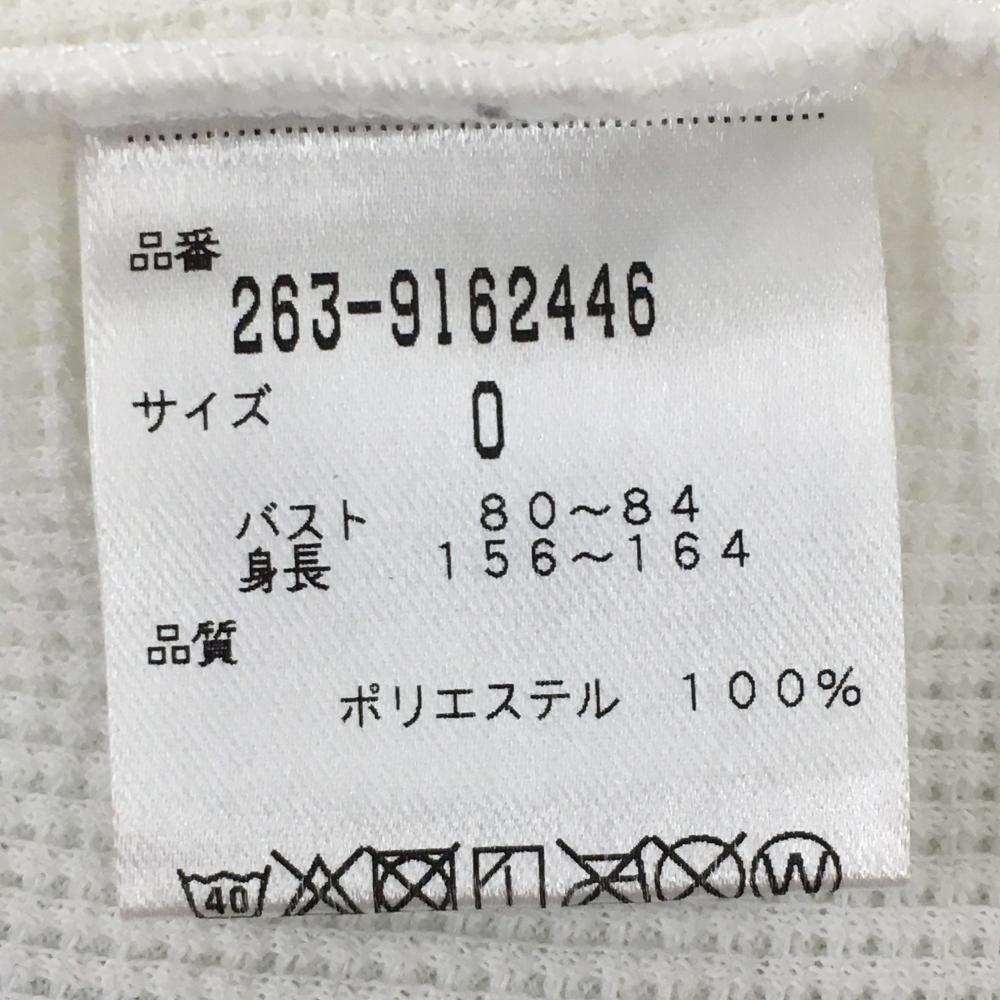 品番
263-9162446
サイズ 0
バスト 80～84
身長 156～164
品質
ポリエステル 100%
40 W